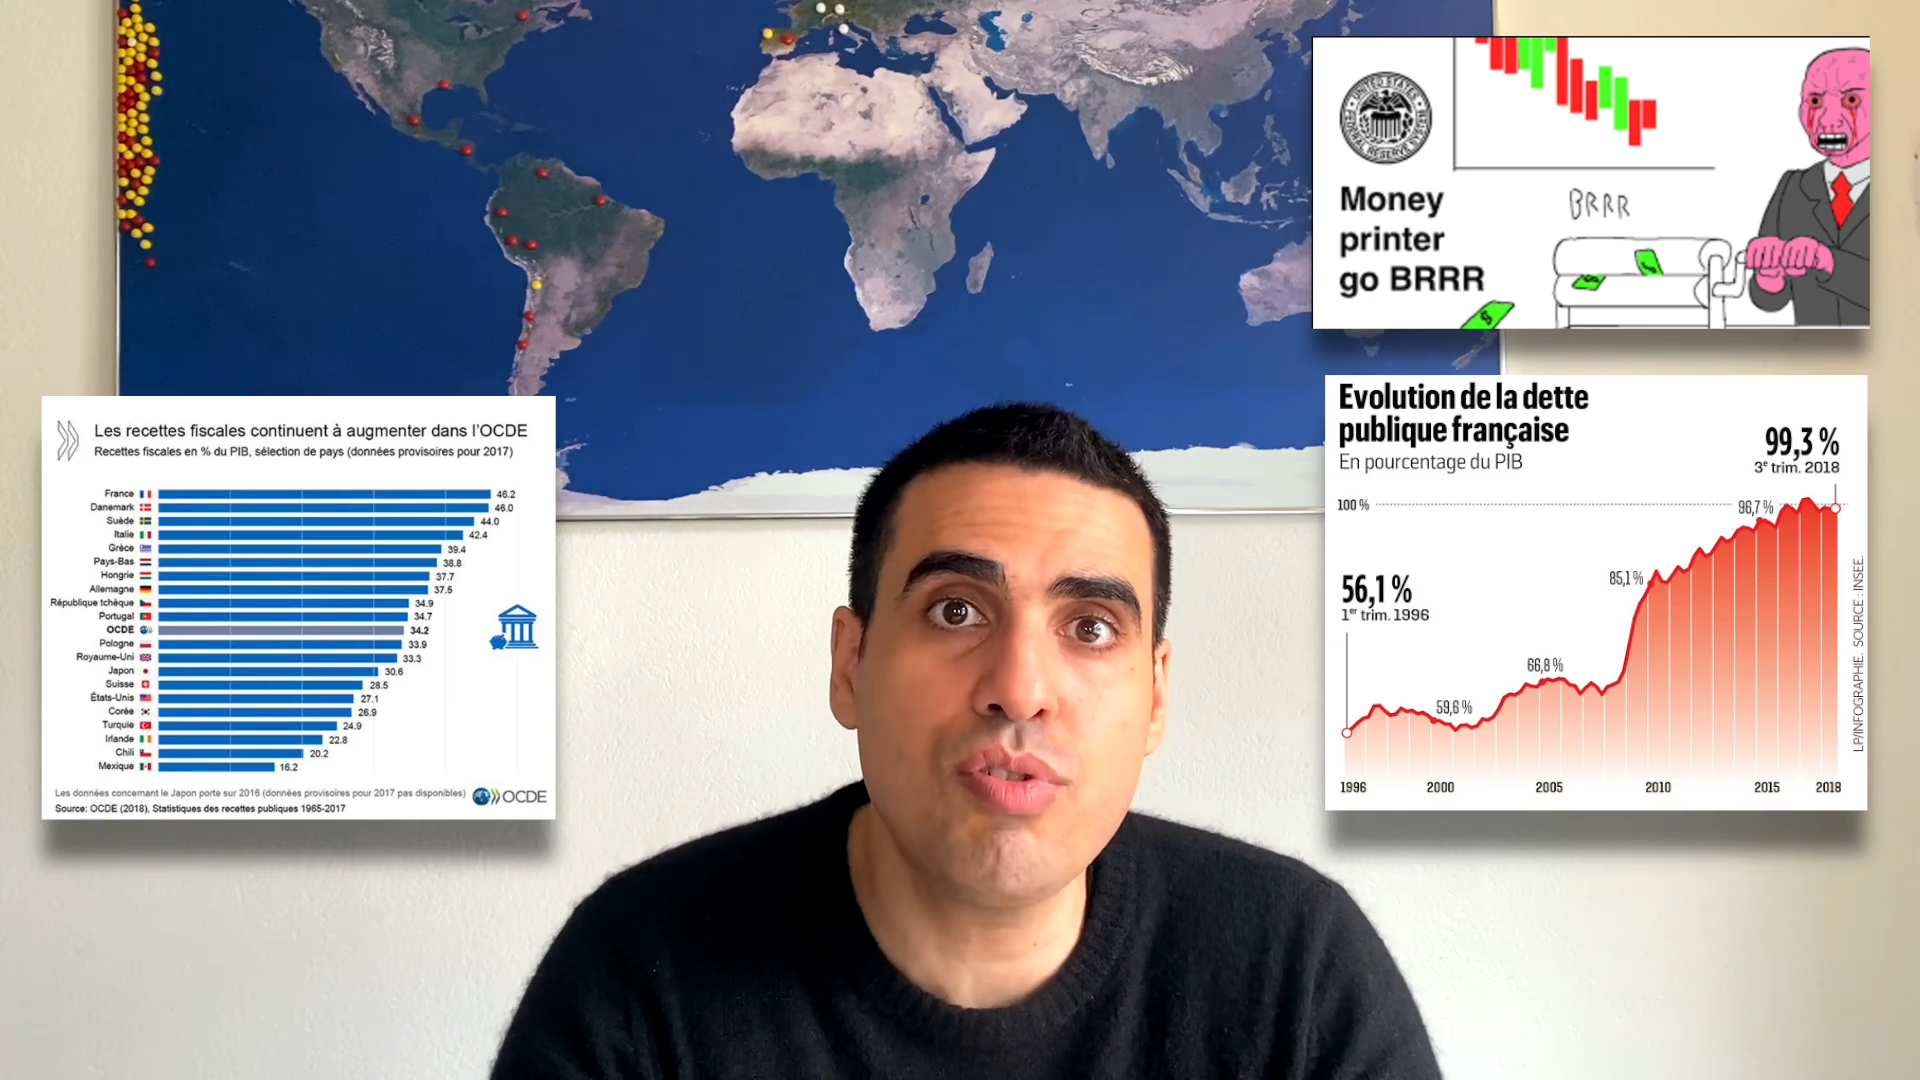 UNITED STATES
FEDERAL RESERVE SYSTEM
Money
printer
go BRRR
BRRR
$
Les recettes fiscales continuent à augmenter dans l'OCDE
Recettes fiscales en % du PIB, sélection de pays (données provisoires pour 2017)
France 46.2
Danemark 46.0
Suède 44.0
Italie 42.4
Grèce 39.4
Pays-Bas 38.8
Hongrie 37.7
Allemagne 37.5
République tchèque 34.9
Portugal 34.7
OCDE 34.2
Pologne 33.9
Royaume-Uni 33.3
Japon 30.6
Suisse 28.5
États-Unis 27.1
Corée 26.9
Turquie 24.9
Irlande 22.8
Chili 20.2
Mexique 16.2
Les données concernant le Japon porte sur 2016 (données provisoires pour 2017 pas disponibles)
Source: OCDE (2018), Statistiques des recettes publiques 1965-2017
OCDE
Evolution de la dette
publique française
En pourcentage du PIB
99,3 %
3e trim. 2018
100 %
96,7 %
85,1 %
56,1 %
1er trim. 1996
66,8 %
59,6 %
1996 2000 2005 2010 2015 2018
LP/INFOGRAPHIE. SOURCE : INSEE.